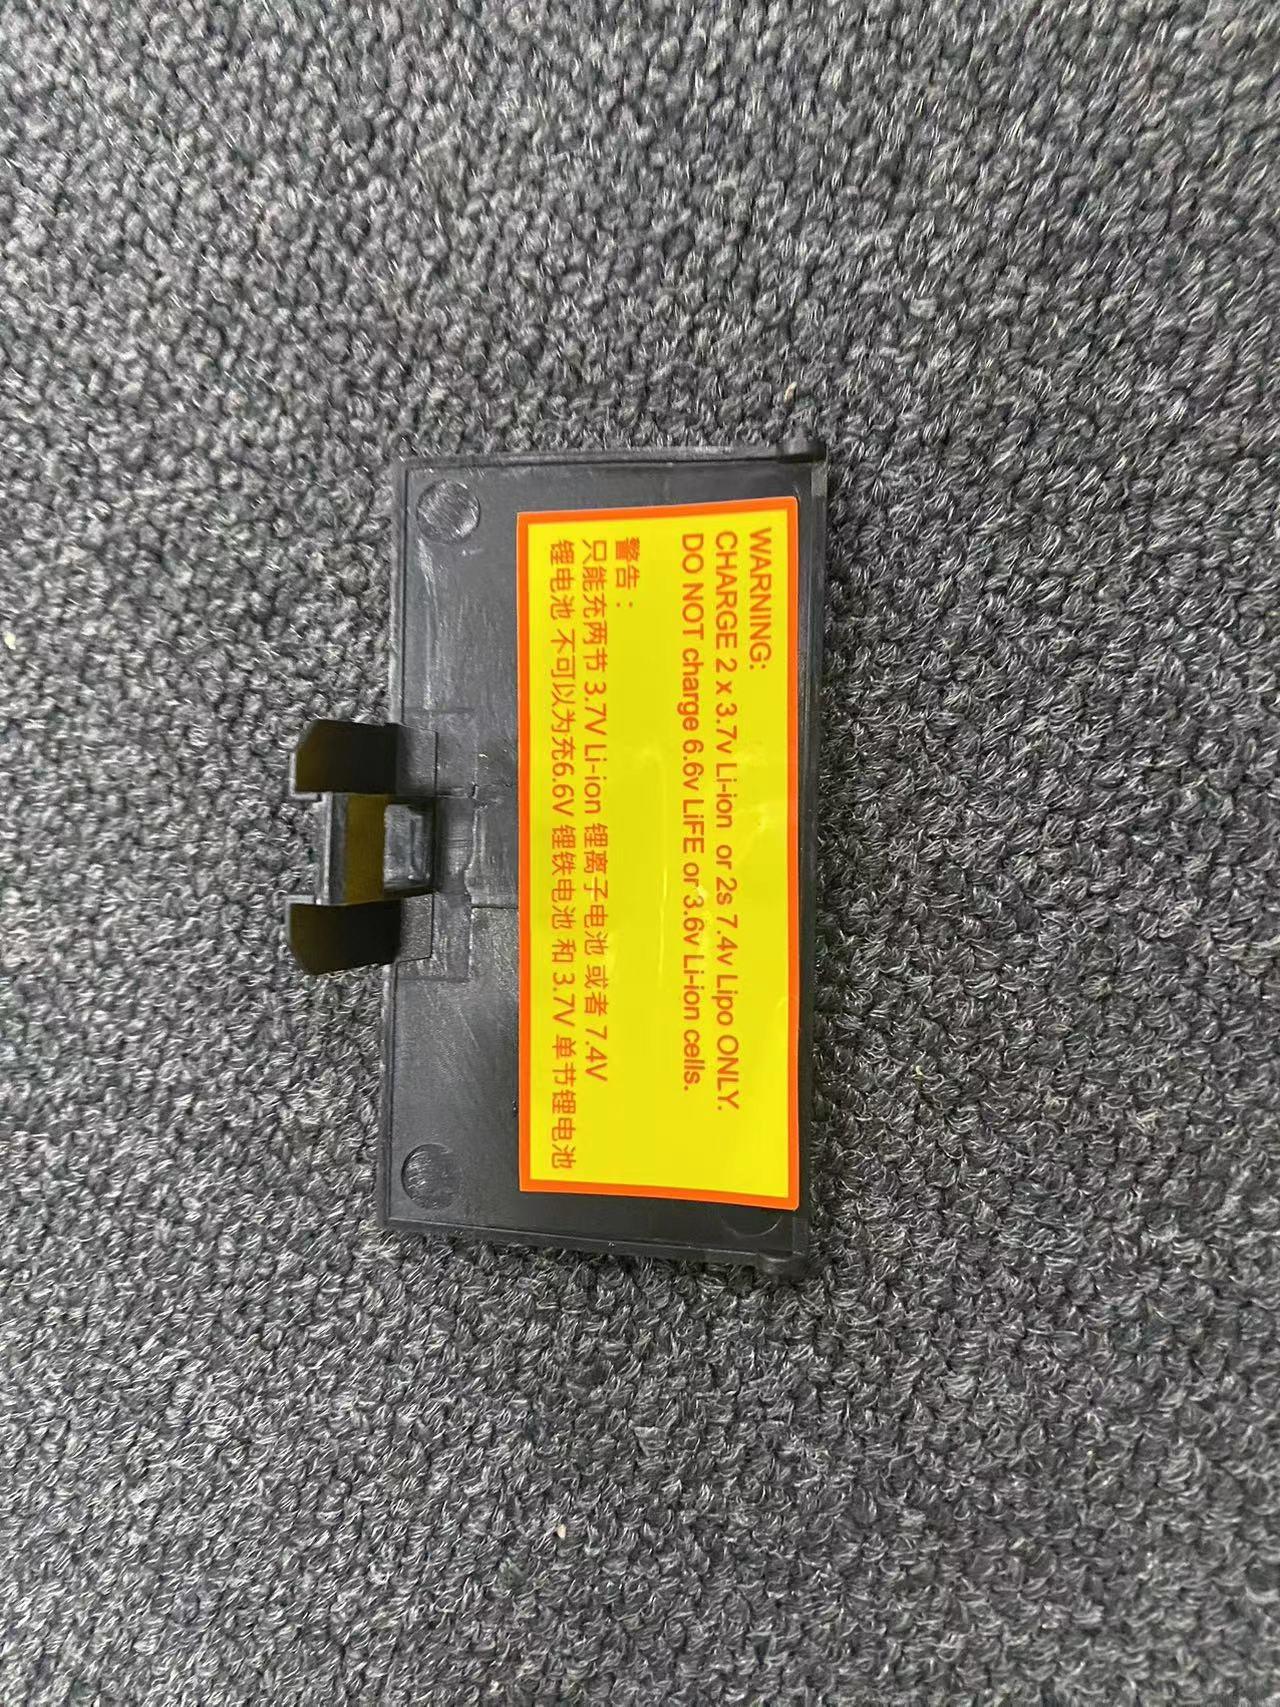 WARNING:
CHARGE 2 x 3.7v Li-ion or 2s 7.4v Lipo ONLY.
DO NOT charge 6.6v LiFE or 3.6v Li-ion cells.
警告：
只能充两节 3.7V Li-ion 锂离子电池 或者 7.4V
锂电池 不可以为充6.6V 锂铁电池 和 3.7V 单节锂电池